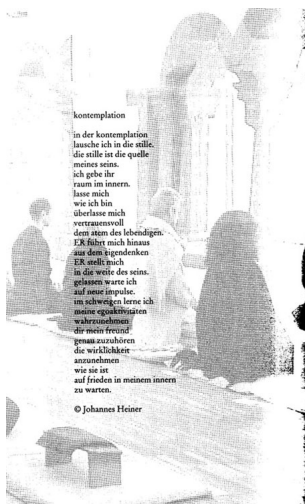 kontemplation
in der kontemplation
lausche ich in die stille.
die stille ist die quelle
meines seins.
ich gebe ihr
raum im innern.
lasse mich
wie ich bin
überlasse mich
vertrauensvoll
dem atem des lebendigen.
ER führt mich hinaus
aus dem eigendenken
ER stellt mich
in die weite des seins.
gelassen warte ich
auf neue impulse.
im schweigen lerne ich
meine egoaktivitäten
wahrzunehmen
dir mein freund
genau zuzuhören
die wirklichkeit
anzunehmen
wie sie ist
auf frieden in meinem innern
zu warten.
© Johannes Heiner